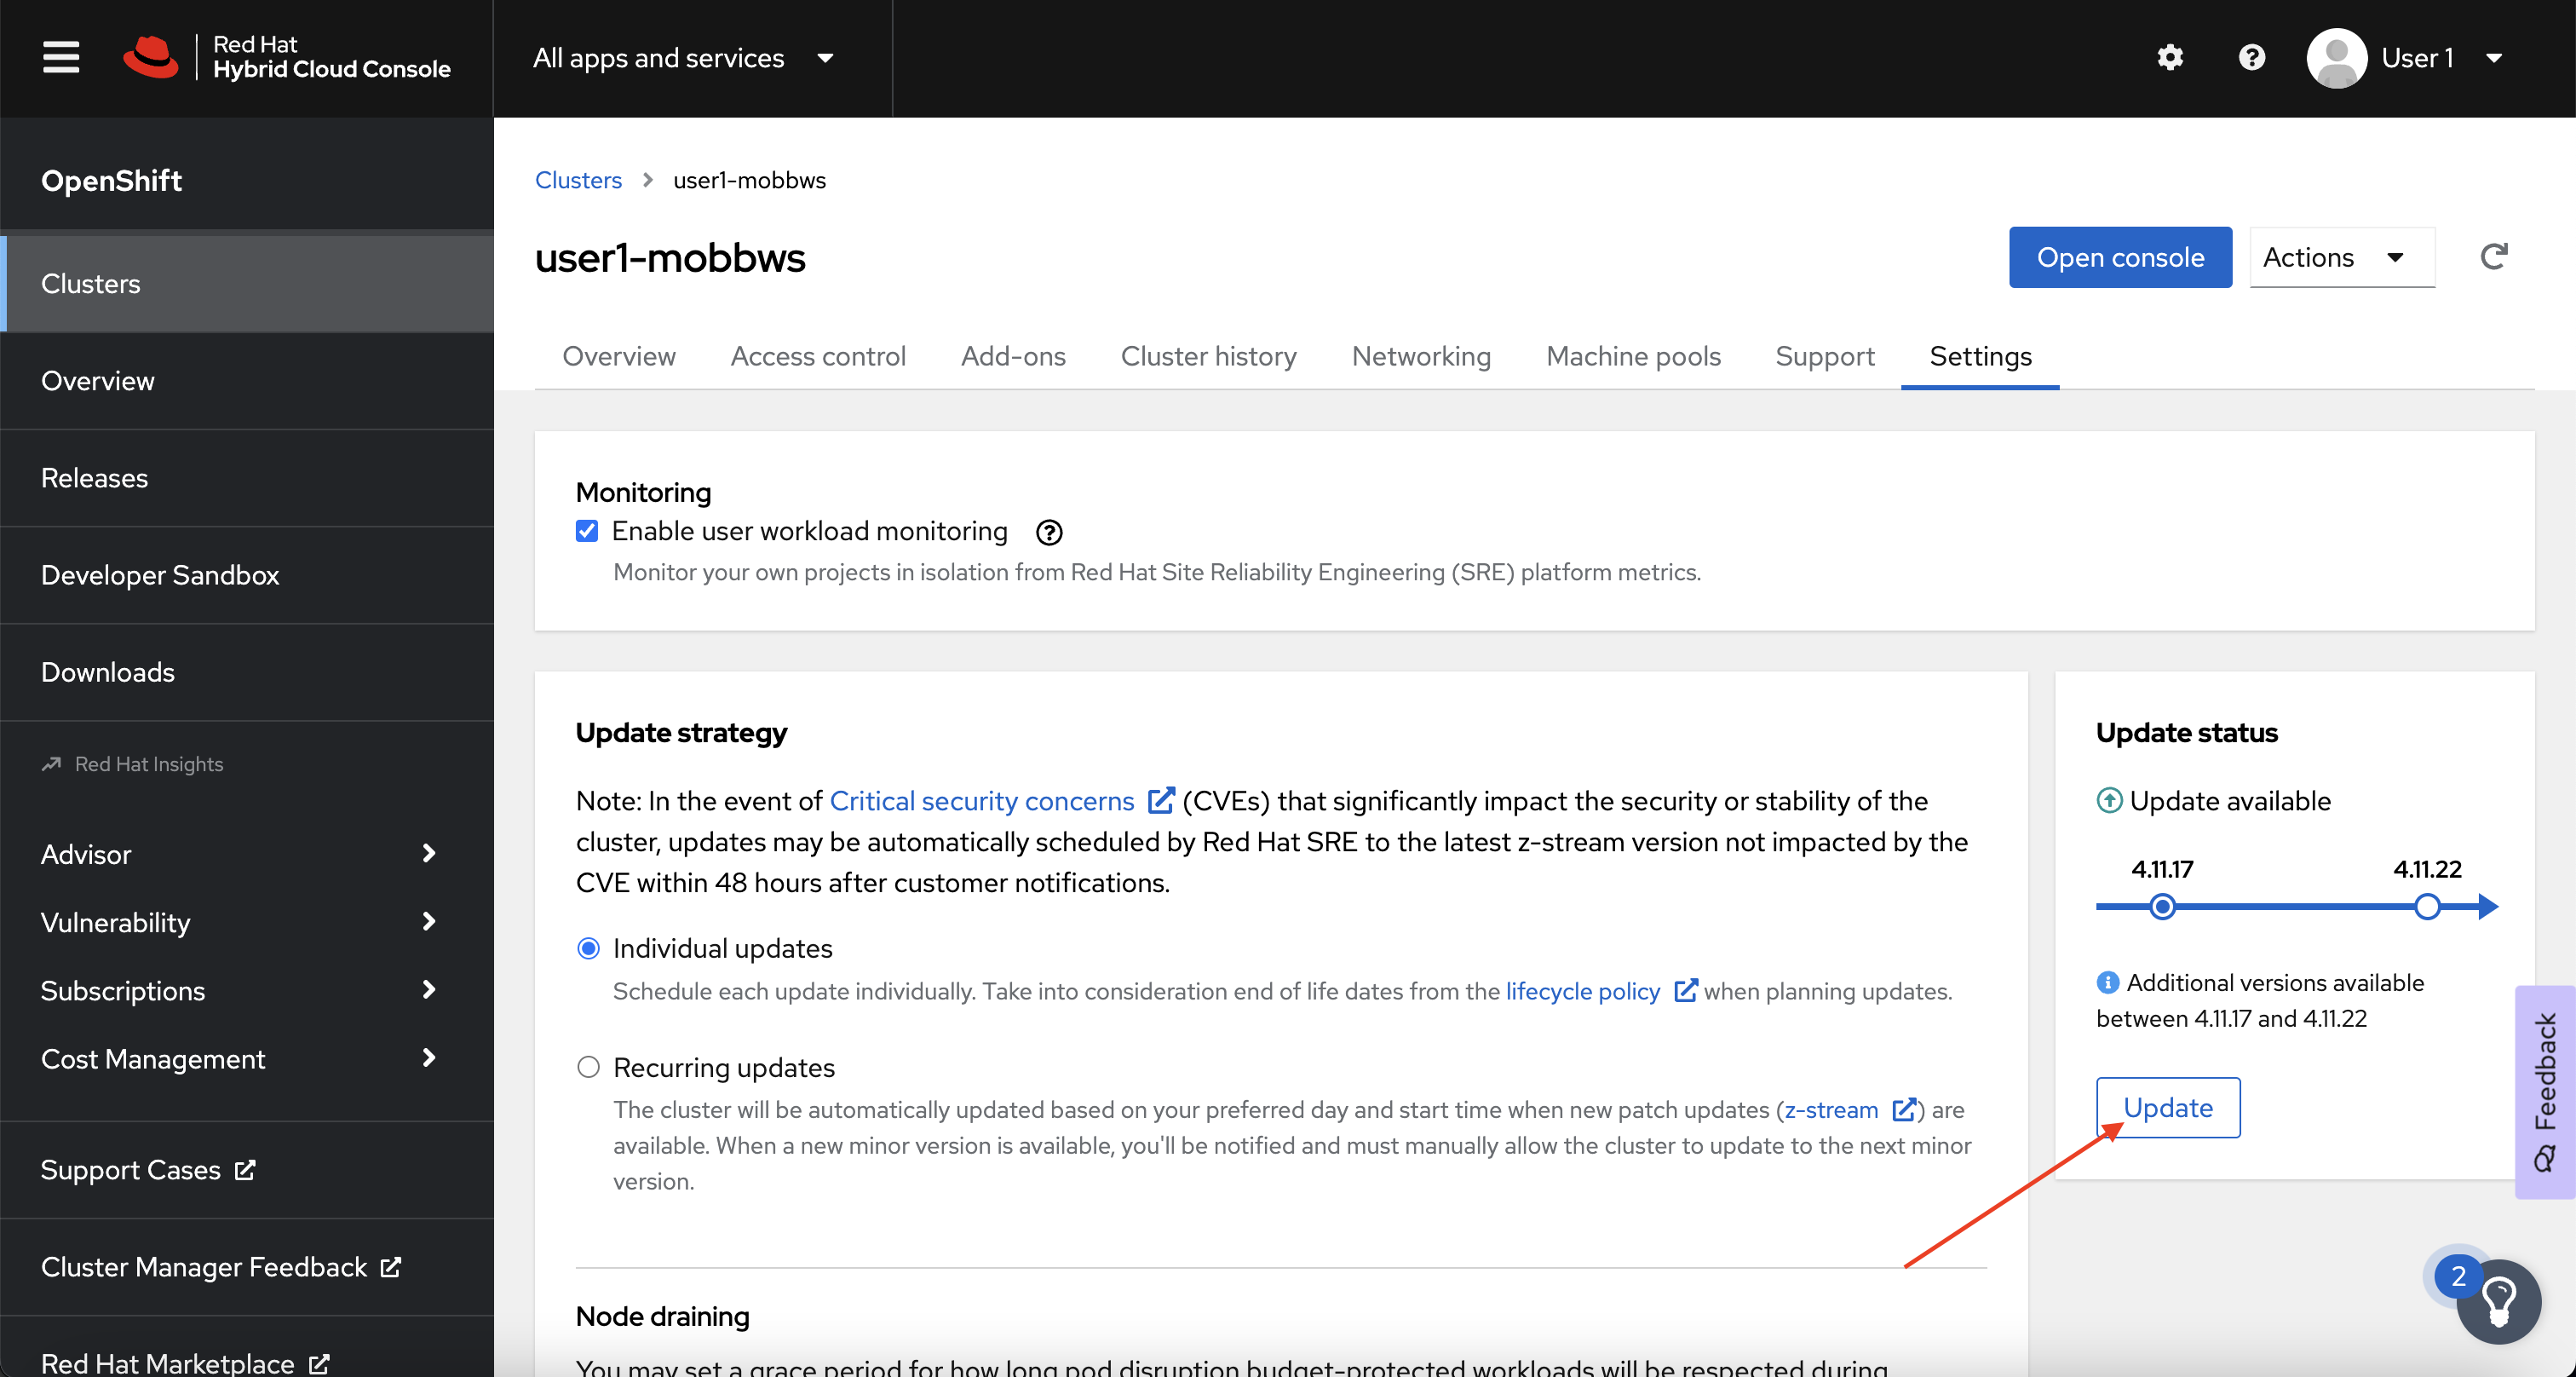 Red Hat
Hybrid Cloud Console
All apps and services
User 1
OpenShift
Clusters
Overview
Releases
Developer Sandbox
Downloads
Red Hat Insights
Advisor
Vulnerability
Subscriptions
Cost Management
Support Cases
Cluster Manager Feedback
Red Hat Marketplace
Clusters > user1-mobbws
user1-mobbws
Open console
Actions
Overview
Access control
Add-ons
Cluster history
Networking
Machine pools
Support
Settings
Monitoring
Enable user workload monitoring
Monitor your own projects in isolation from Red Hat Site Reliability Engineering (SRE) platform metrics.
Update strategy
Note: In the event of Critical security concerns (CVEs) that significantly impact the security or stability of the
cluster, updates may be automatically scheduled by Red Hat SRE to the latest z-stream version not impacted by the
CVE within 48 hours after customer notifications.
Individual updates
Schedule each update individually. Take into consideration end of life dates from the lifecycle policy when planning updates.
Recurring updates
The cluster will be automatically updated based on your preferred day and start time when new patch updates (z-stream ) are
available. When a new minor version is available, you'll be notified and must manually allow the cluster to update to the next minor
version.
Node draining
You may set a grace period for how long pod disruption budget-protected workloads will be respected during
Update status
Update available
4.11.17
4.11.22
Additional versions available
between 4.11.17 and 4.11.22
Update
Feedback
2